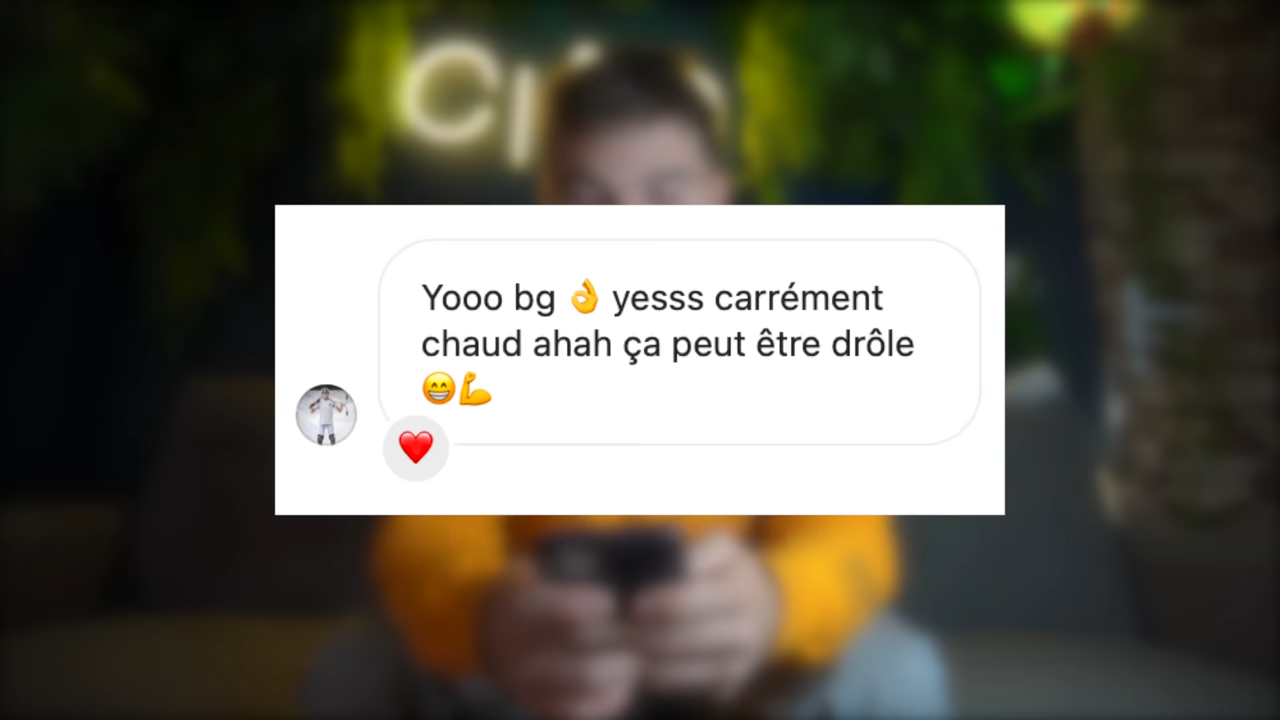 Yooo bg 👌 yesss carrément
chaud ahah ça peut être drôle
😁💪